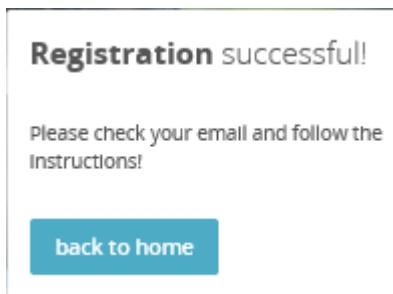 Registration successful!
Please check your email and follow the
instructions!
back to home